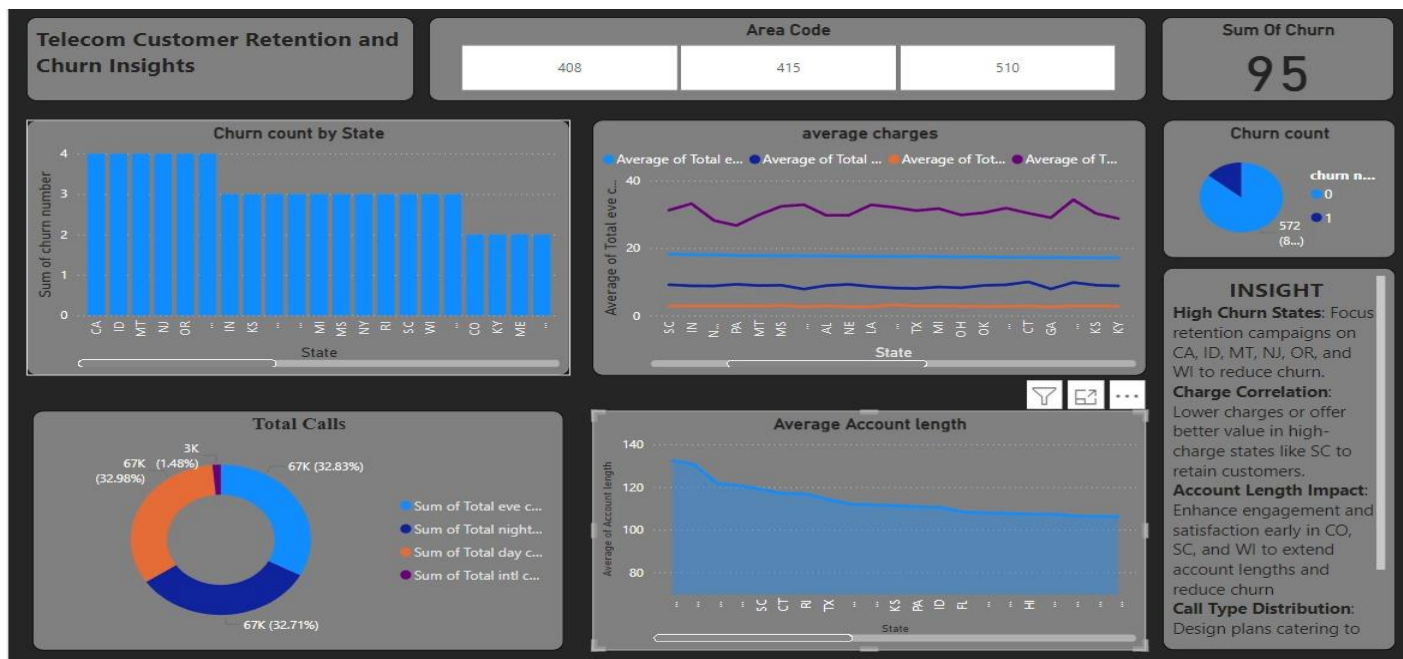 Telecom Customer Retention and
Churn Insights
Area Code
408
415
510
Sum Of Churn
95
Churn count by State
Sum of churn number
4
3
2
1
0
CA
ID
MT
NJ
OR
...
IN
KS
...
...
MI
MS
NY
RI
SC
WI
...
CO
KY
ME
...
State
average charges
Average of Total e...
Average of Total ...
Average of Tot...
Average of T...
Average of Total eve c...
40
20
0
SC
IN
N...
PA
MT
MS
...
AL
NE
LA
...
TX
MI
OH
OK
...
CT
GA
...
KS
KY
State
Churn count
churn n...
0
1
572
(8...)
Total Calls
3K
(1.48%)
67K
(32.98%)
67K (32.83%)
67K (32.71%)
Sum of Total eve c...
Sum of Total night...
Sum of Total day c...
Sum of Total intl c...
Average Account length
Average of Account length
140
120
100
80
...
...
...
...
SC
CT
RI
TX
...
...
KS
PA
ID
FL
...
...
HI
...
...
...
...
State
INSIGHT
High Churn States: Focus
retention campaigns on
CA, ID, MT, NJ, OR, and
WI to reduce churn.
Charge Correlation:
Lower charges or offer
better value in high-
charge states like SC to
retain customers.
Account Length Impact:
Enhance engagement and
satisfaction early in CO,
SC, and WI to extend
account lengths and
reduce churn
Call Type Distribution:
Design plans catering to